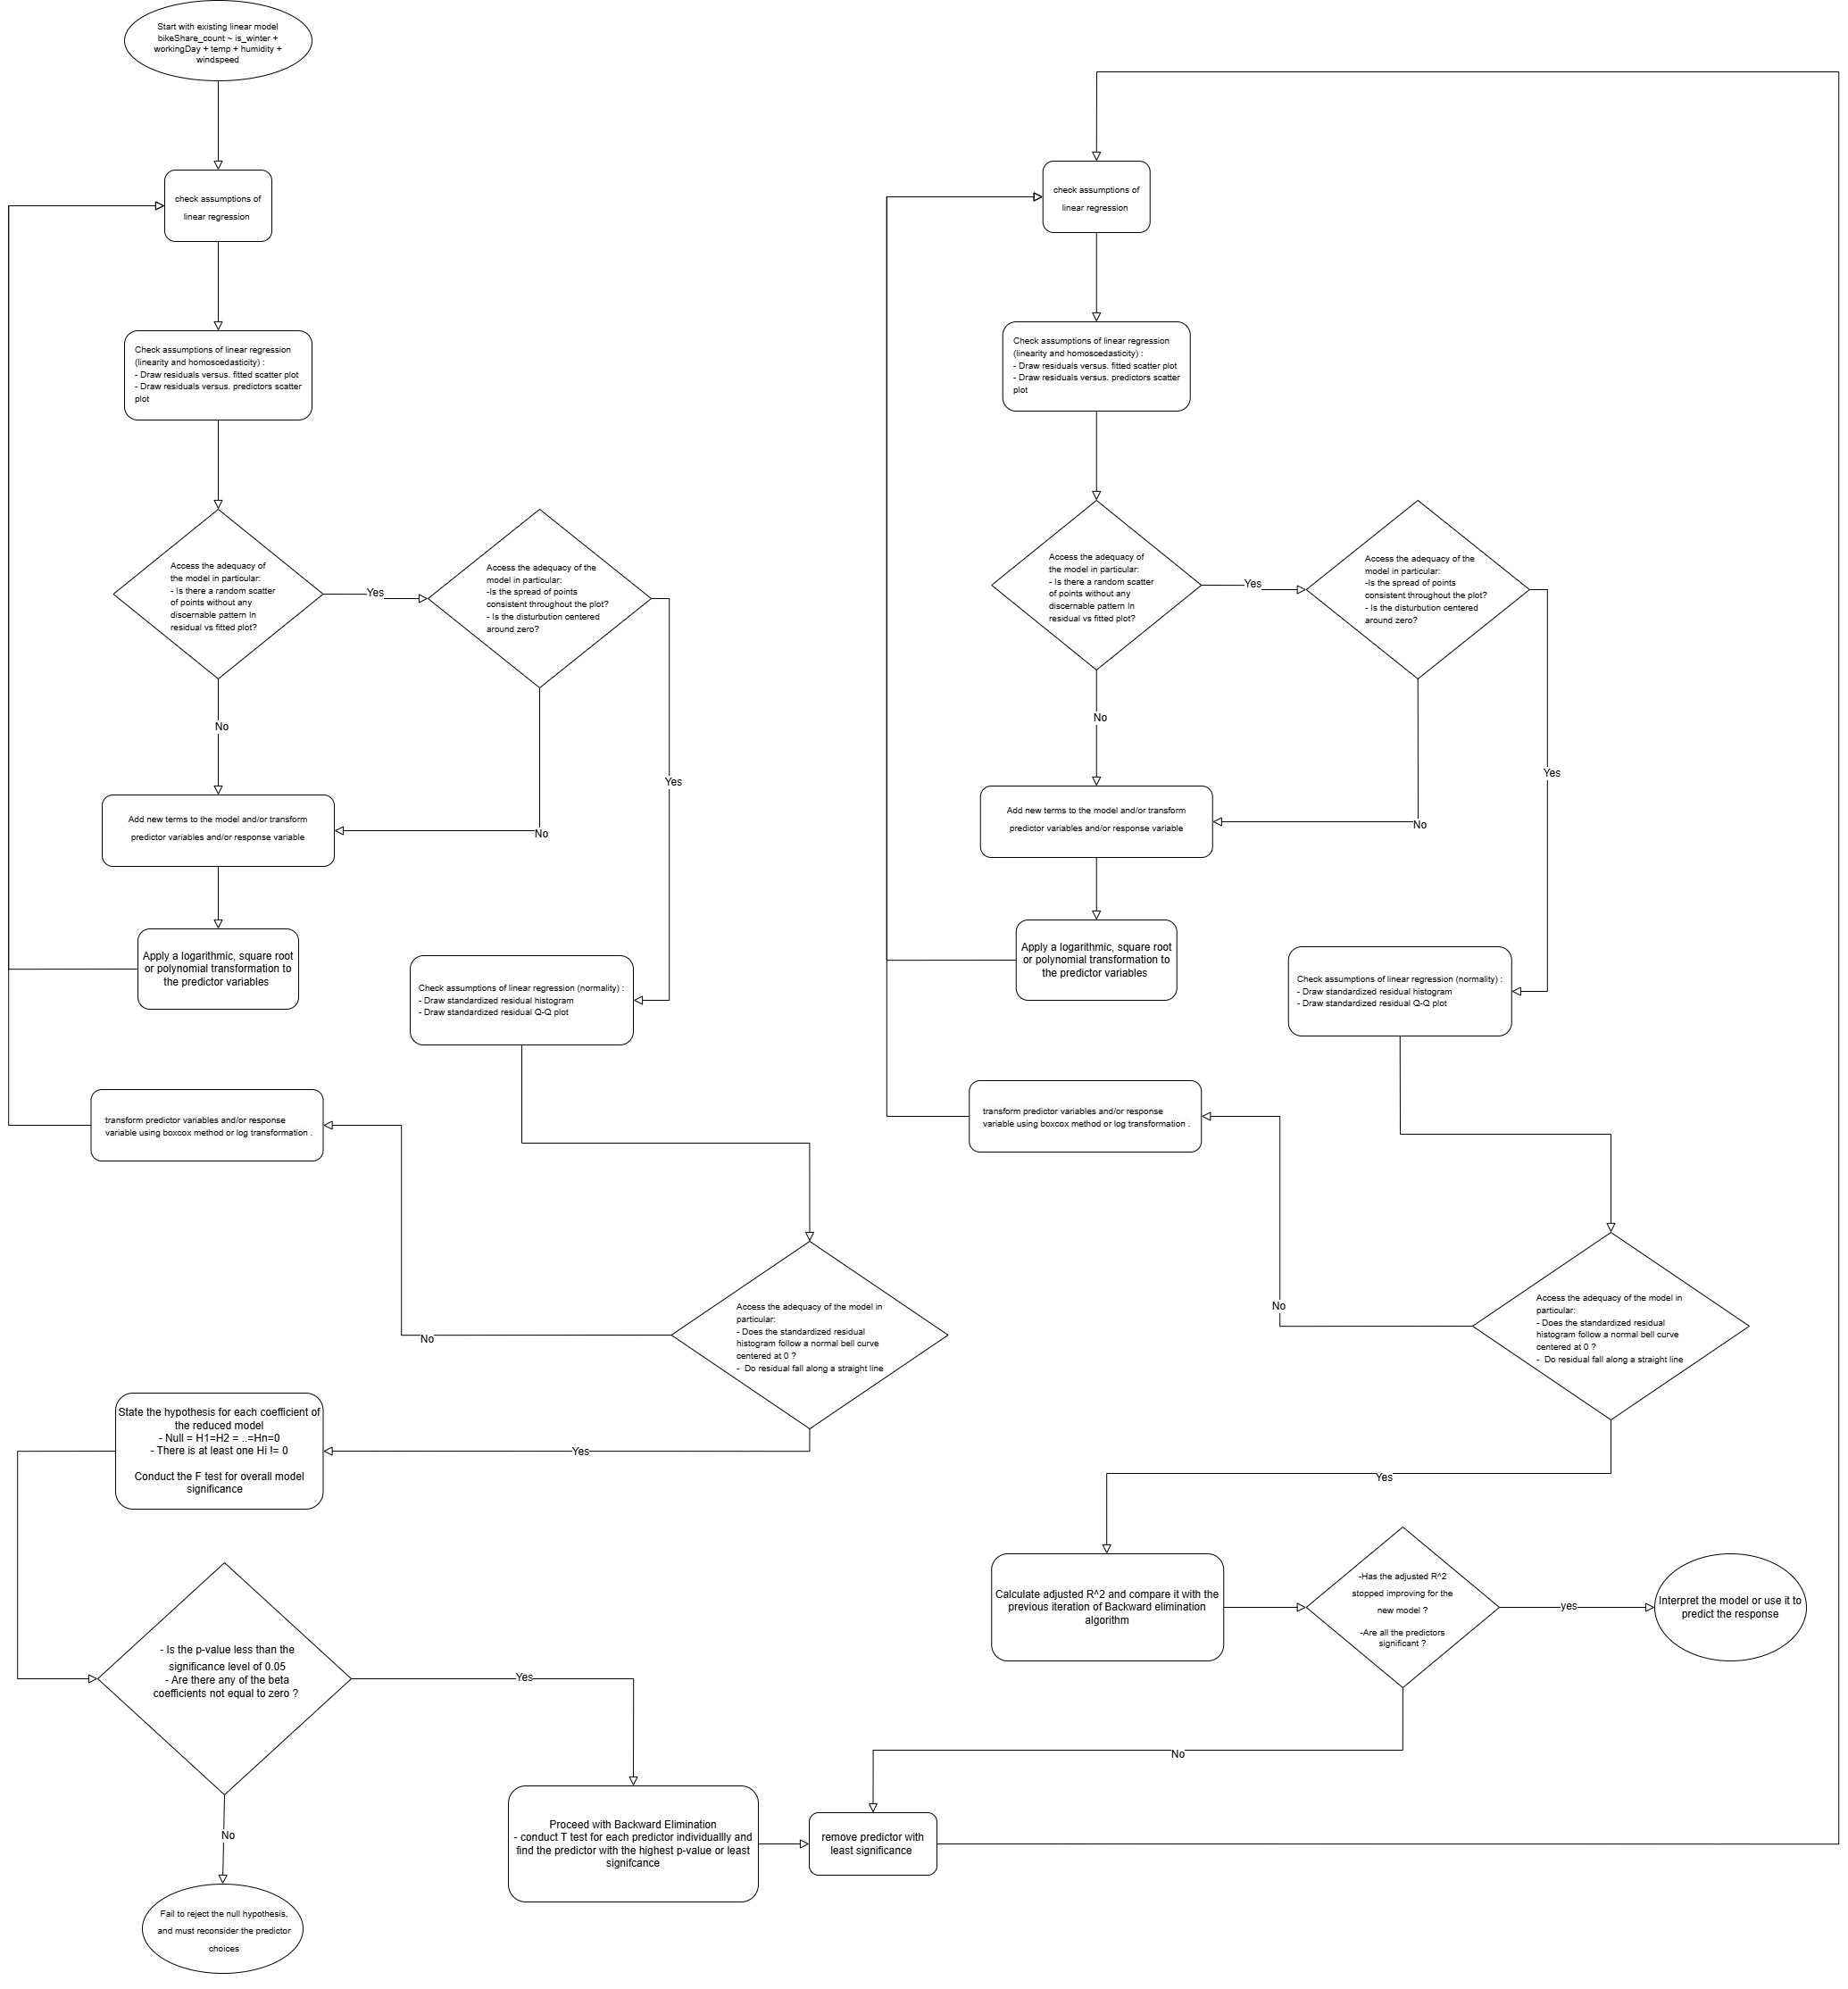 Start with existing linear model
bikeShare_count ~ is_winter +
workingDay + temp + humidity +
windspeed
check assumptions of
linear regression
Check assumptions of linear regression
(linearity and homoscedasticity) :
- Draw residuals versus. fitted scatter plot
- Draw residuals versus. predictors scatter
plot
Access the adequacy of
the model in particular:
- Is there a random scatter
of points without any
discernable pattern In
residual vs fitted plot?
Yes
Access the adequacy of the
model in particular:
-Is the spread of points
consistent throughout the plot?
- Is the disturbution centered
around zero?
No
Yes
Add new terms to the model and/or transform
predictor variables and/or response variable
No
Apply a logarithmic, square root
or polynomial transformation to
the predictor variables
Check assumptions of linear regression (normality) :
- Draw standardized residual histogram
- Draw standardized residual Q-Q plot
transform predictor variables and/or response
variable using boxcox method or log transformation .
Access the adequacy of the model in
particular:
- Does the standardized residual
histogram follow a normal bell curve
centered at 0 ?
- Do residual fall along a straight line
No
State the hypothesis for each coefficient of
the reduced model
- Null = H1=H2 = ..=Hn=0
- There is at least one Hi != 0
Conduct the F test for overall model
significance
Yes
- Is the p-value less than the
significance level of 0.05
- Are there any of the beta
coefficients not equal to zero ?
Yes
No
Fail to reject the null hypothesis,
and must reconsider the predictor
choices
Proceed with Backward Elimination
- conduct T test for each predictor individuallly and
find the predictor with the highest p-value or least
signifcance
remove predictor with
least significance
check assumptions of
linear regression
Check assumptions of linear regression
(linearity and homoscedasticity) :
- Draw residuals versus. fitted scatter plot
- Draw residuals versus. predictors scatter
plot
Access the adequacy of
the model in particular:
- Is there a random scatter
of points without any
discernable pattern In
residual vs fitted plot?
Yes
Access the adequacy of the
model in particular:
-Is the spread of points
consistent throughout the plot?
- Is the disturbution centered
around zero?
No
Yes
Add new terms to the model and/or transform
predictor variables and/or response variable
No
Apply a logarithmic, square root
or polynomial transformation to
the predictor variables
Check assumptions of linear regression (normality) :
- Draw standardized residual histogram
- Draw standardized residual Q-Q plot
transform predictor variables and/or response
variable using boxcox method or log transformation .
No
Access the adequacy of the model in
particular:
- Does the standardized residual
histogram follow a normal bell curve
centered at 0 ?
- Do residual fall along a straight line
Yes
Calculate adjusted R^2 and compare it with the
previous iteration of Backward elimination
algorithm
-Has the adjusted R^2
stopped improving for the
new model ?
-Are all the predictors
significant ?
yes
Interpret the model or use it to
predict the response
No